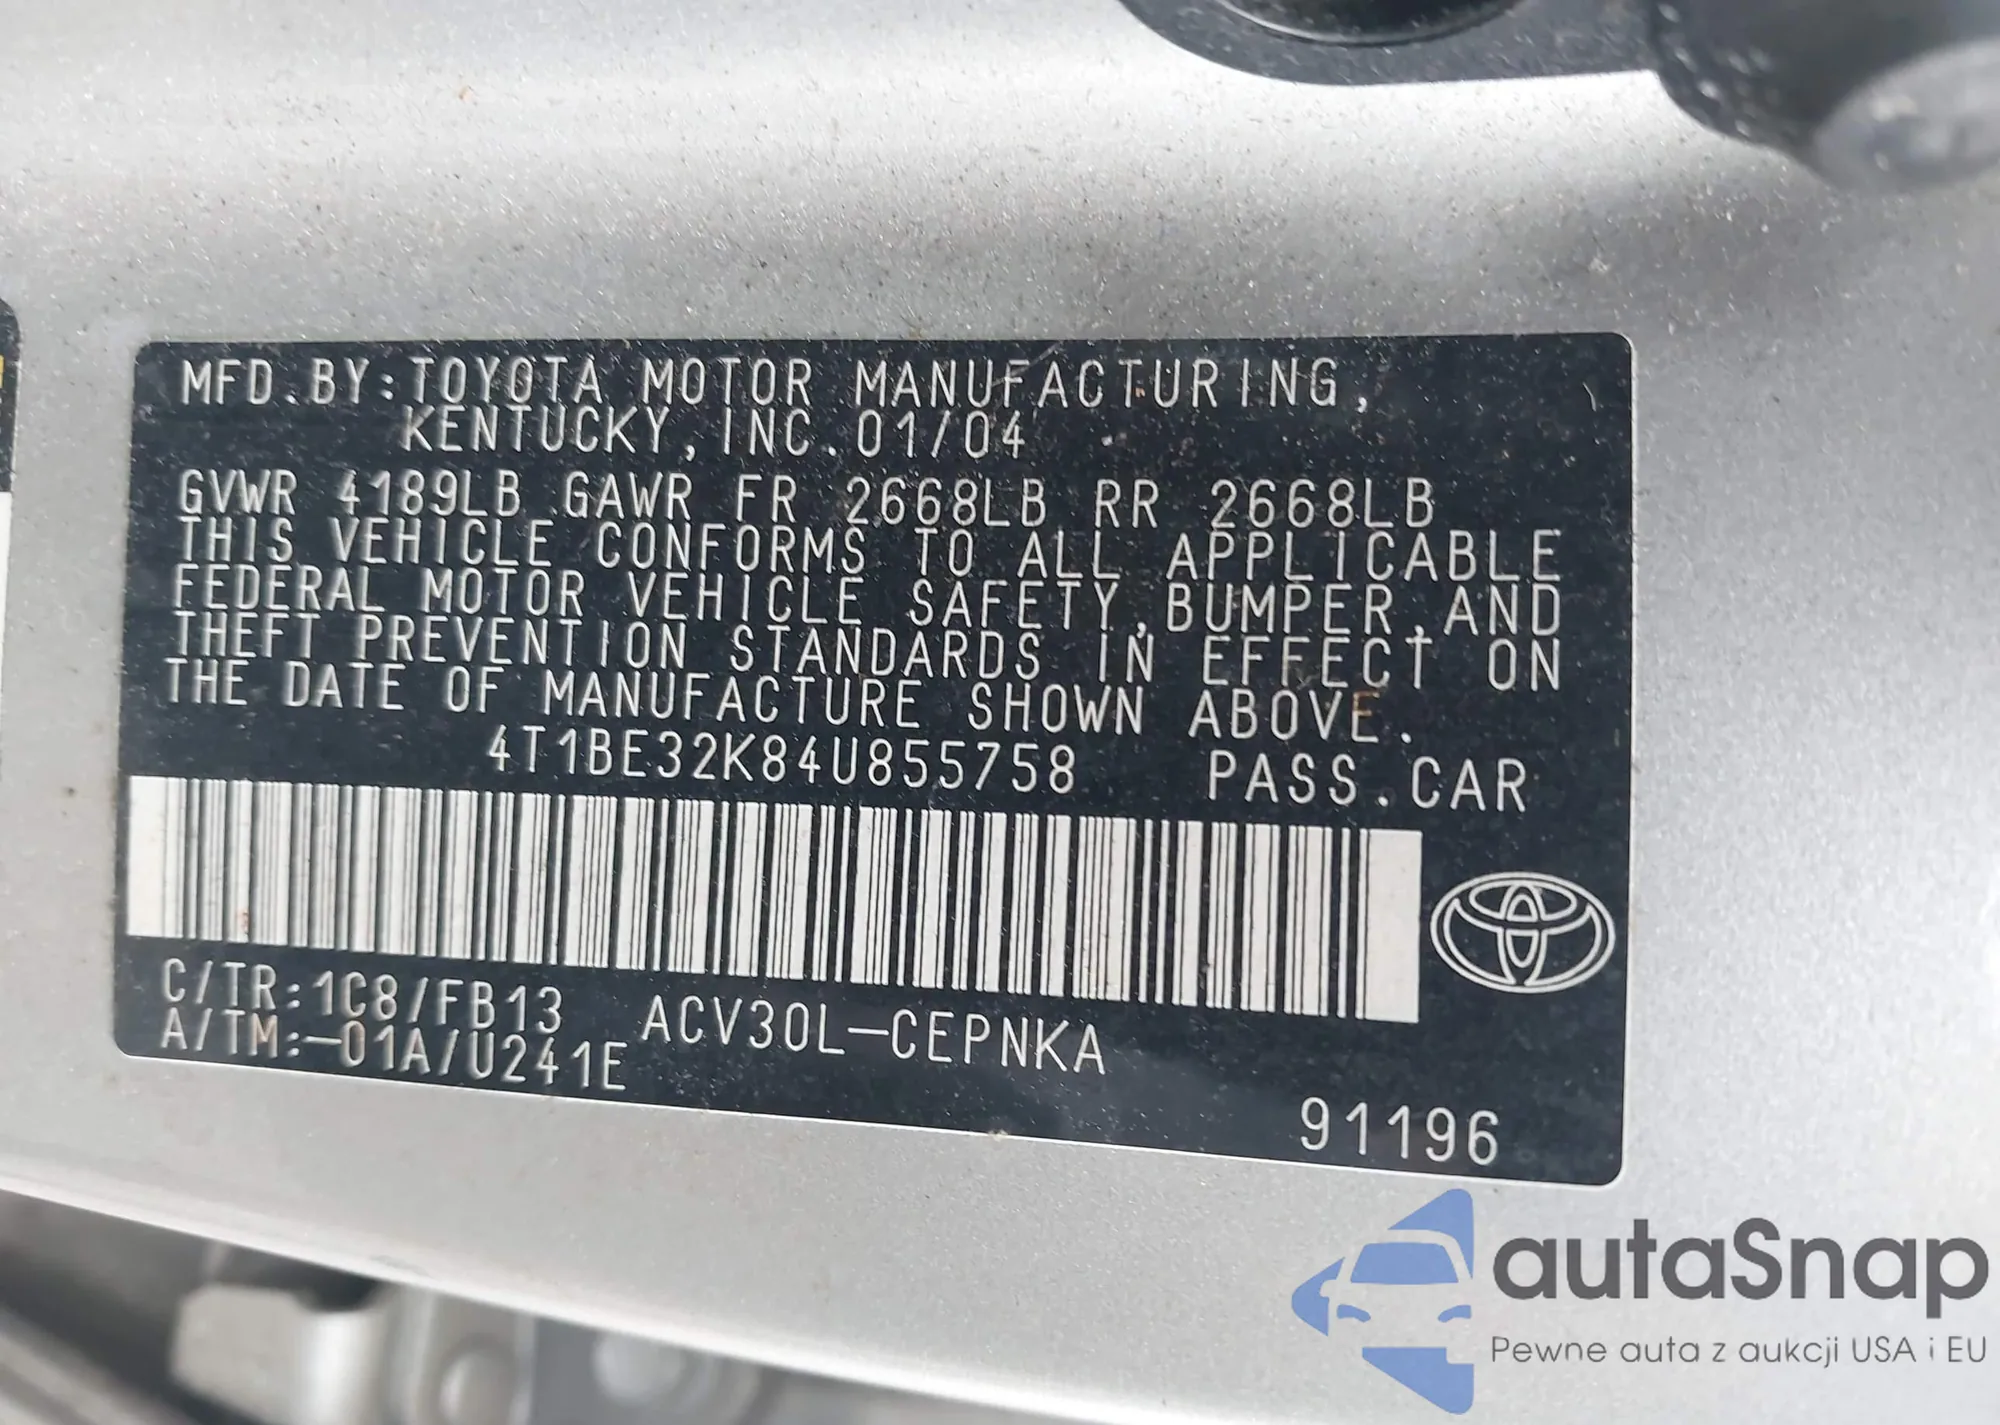 MFD.BY:TOYOTA MOTOR MANUFACTURING,
KENTUCKY, INC. 01/04
GVWR 4189LB GAWR FR 2668LB RR 2668LB
THIS VEHICLE CONFORMS TO ALL APPLICABLE
FEDERAL MOTOR VEHICLE SAFETY, BUMPER, AND
THEFT PREVENTION STANDARDS IN EFFECT ON
THE DATE OF MANUFACTURE SHOWN ABOVE.
4T1BE32K84U855758 PASS.CAR
C/TR:1C8/FB13 ACV30L-CEPNKA
A/TM:-01A/U241E
91196
autaSnap
Pewne auta z aukcji USA i EU